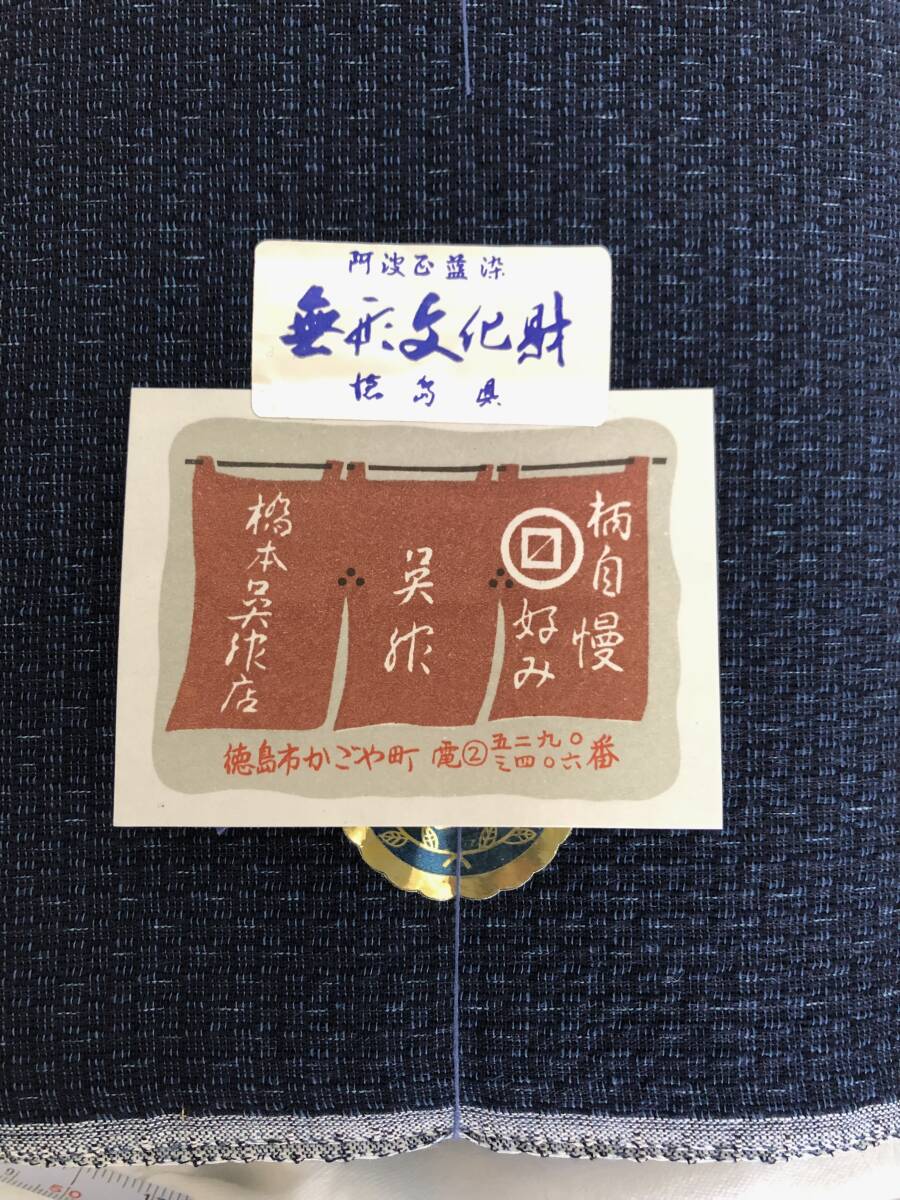 阿波正藍染
無形文化財
徳島県
柄自慢
好み
呉服
橋本呉服店
徳島市かごや町 電②五二九〇
三四〇六番
50